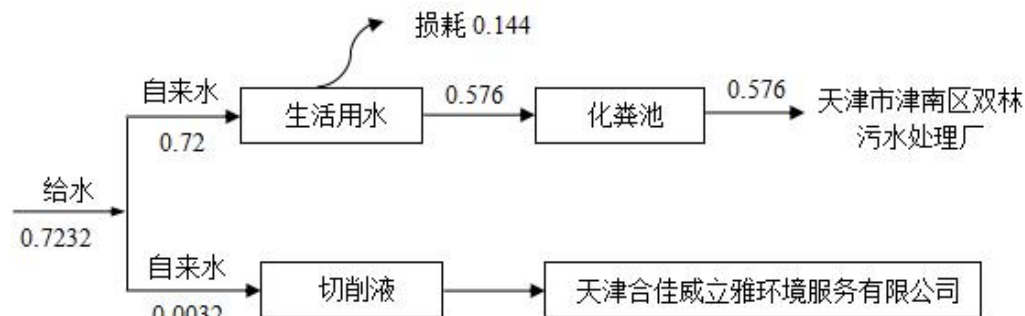 损耗 0.144
自来水
0.72
生活用水
0.576
化粪池
0.576
天津市津南区双林
污水处理厂
给水
0.7232
自来水
0.0032
切削液
天津合佳威立雅环境服务有限公司